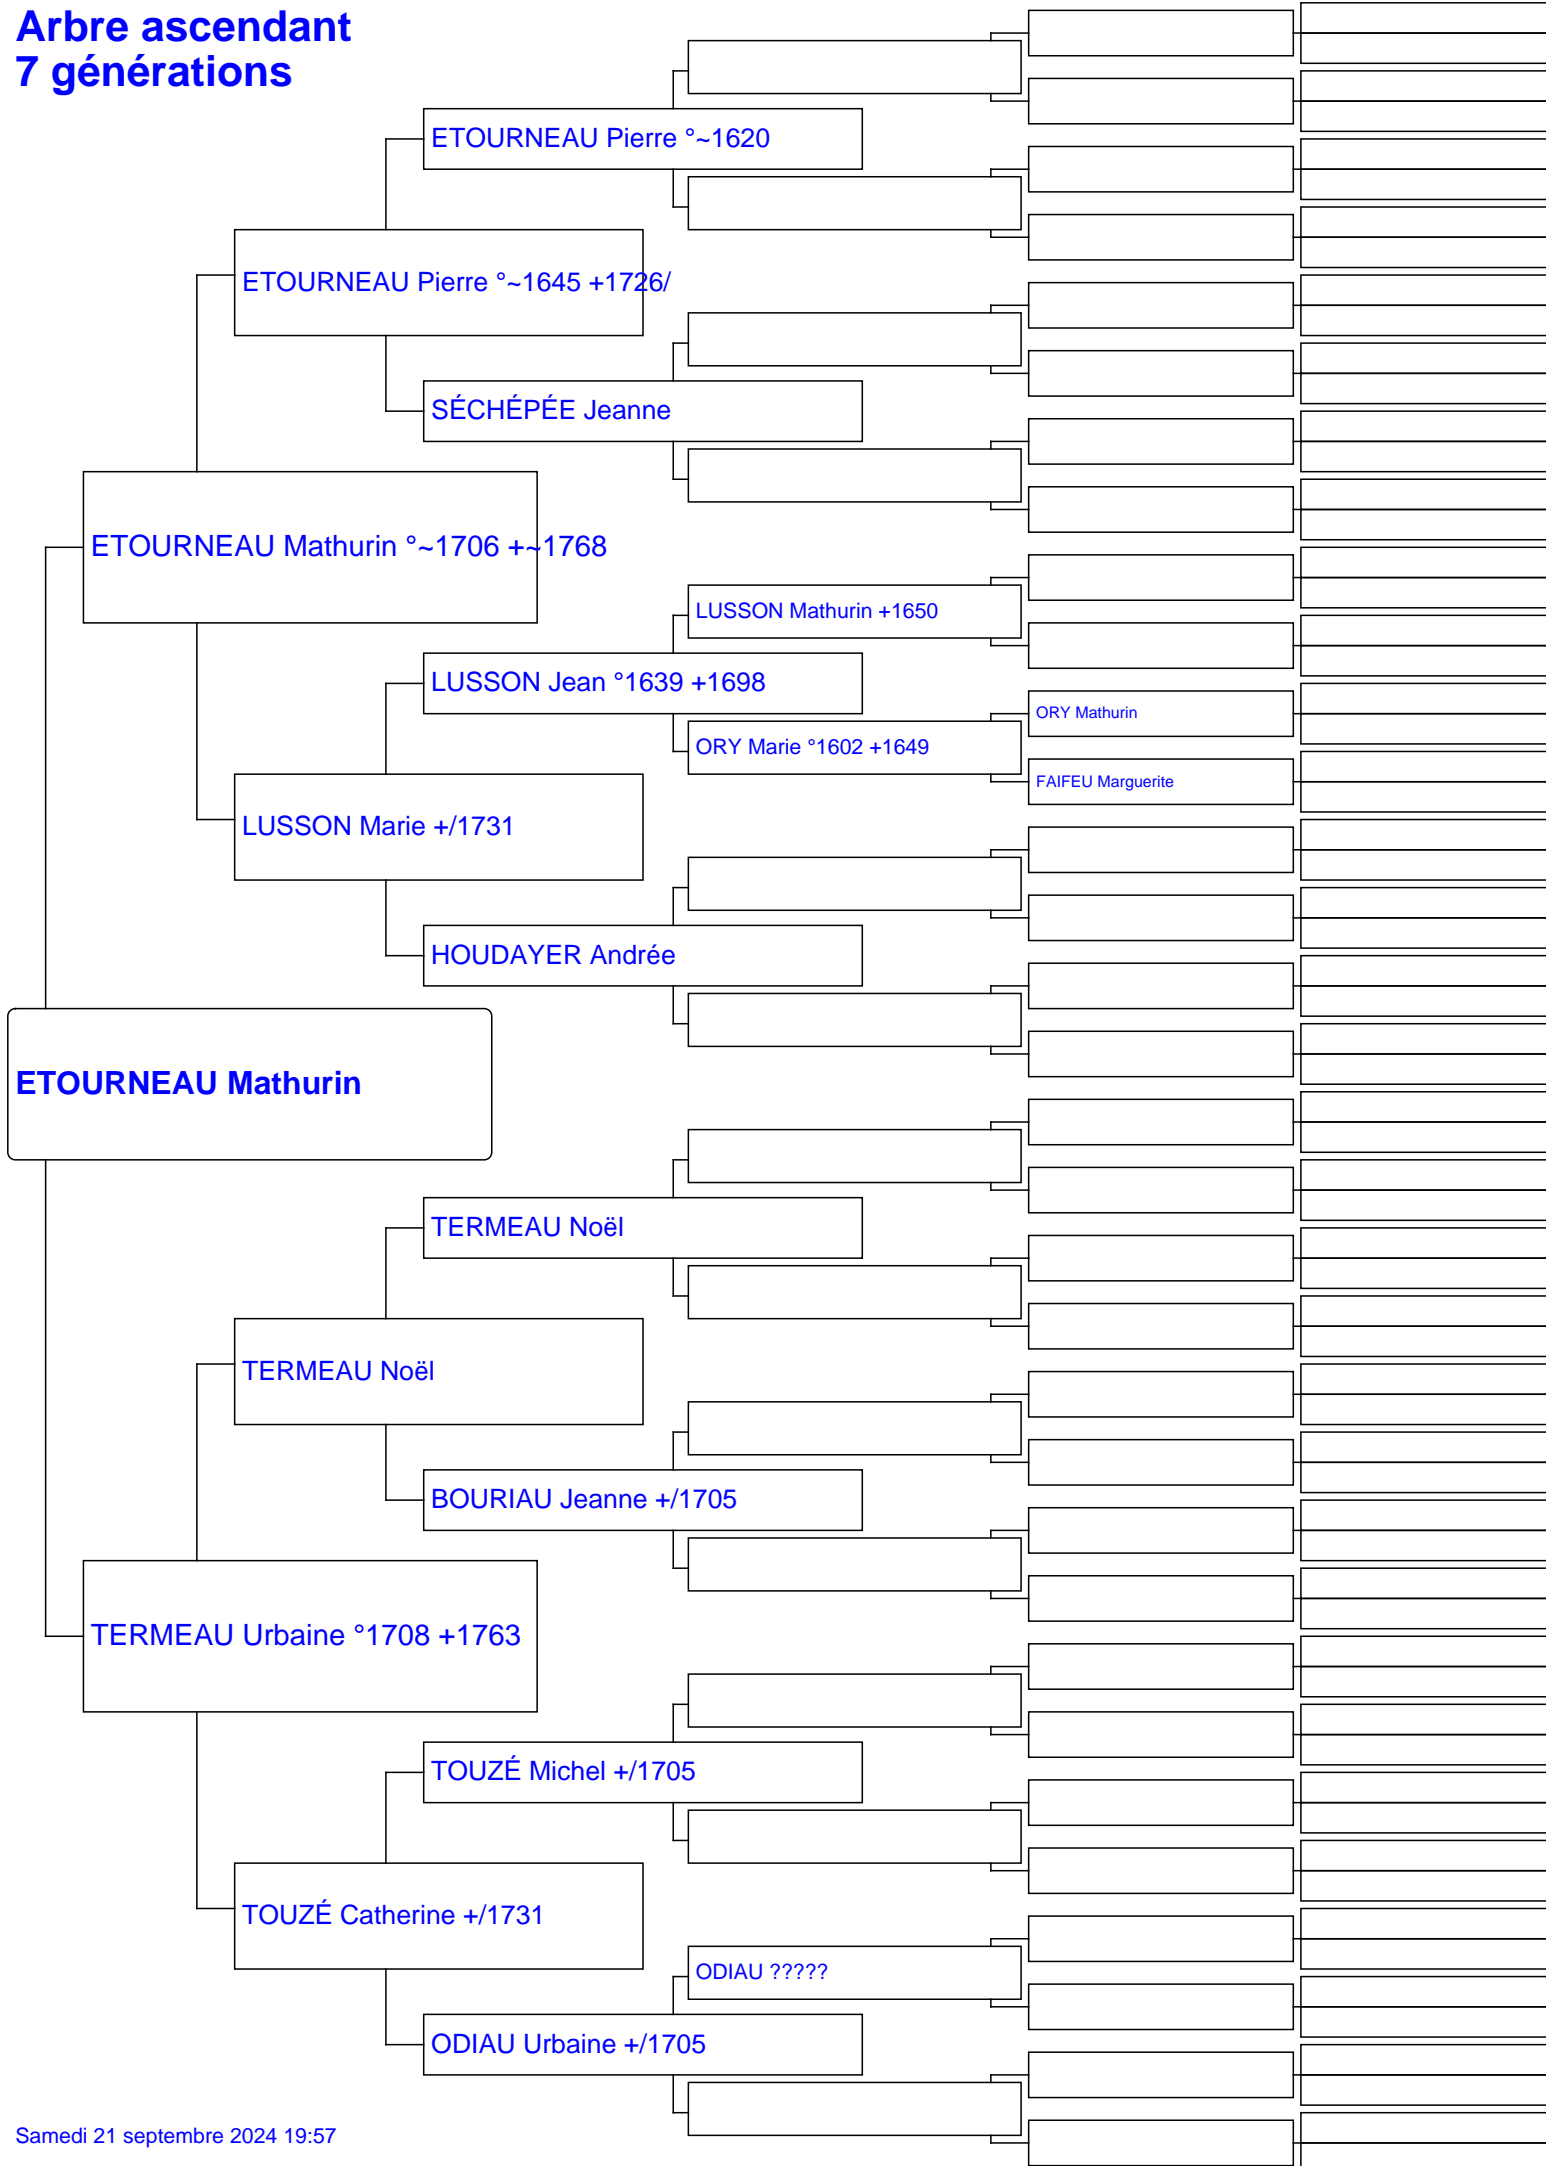 Arbre ascendant
7 générations
ETOURNEAU Pierre °~1620
ETOURNEAU Pierre °~1645 +1726/
SÉCHÉPÉE Jeanne
ETOURNEAU Mathurin °~1706 +~1768
LUSSON Mathurin +1650
LUSSON Jean °1639 +1698
ORY Mathurin
ORY Marie °1602 +1649
FAIFEU Marguerite
LUSSON Marie +/1731
HOUDAYER Andrée
ETOURNEAU Mathurin
TERMEAU Noël
TERMEAU Noël
BOURIAU Jeanne +/1705
TERMEAU Urbaine °1708 +1763
TOUZÉ Michel +/1705
TOUZÉ Catherine +/1731
ODIAU ?????
ODIAU Urbaine +/1705
Samedi 21 septembre 2024 19:57